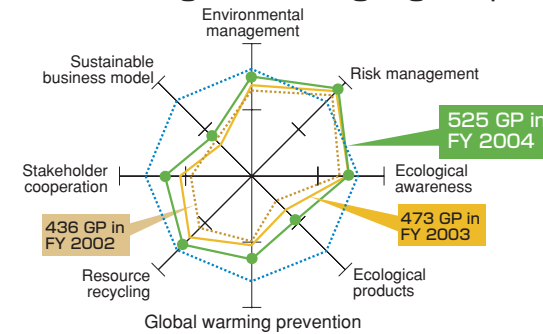 Environmental
management
Sustainable
business model
Risk management
525 GP in
FY 2004
Stakeholder
cooperation
Ecological
awareness
436 GP in
FY 2002
473 GP in
FY 2003
Resource
recycling
Ecological
products
Global warming prevention